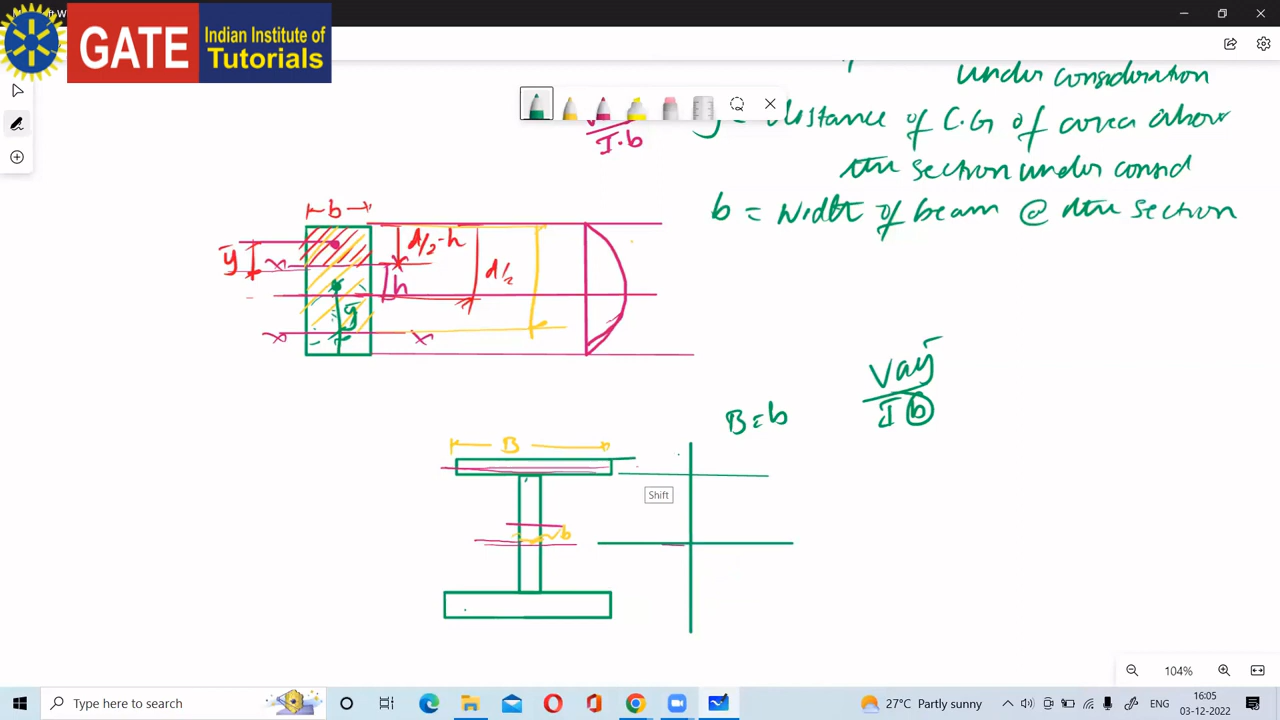 GATE
Indian Institute of
Tutorials
under consideration
distance of C.G of area above
the section under consid
b = width of beam @ the section
I.b
b
d/2-h
ȳ
x
d/2
h
ȳ
x
x
Vaȳ
I b
B = b
B
b
Shift
104%
Type here to search
27°C Partly sunny
16:05
03-12-2022